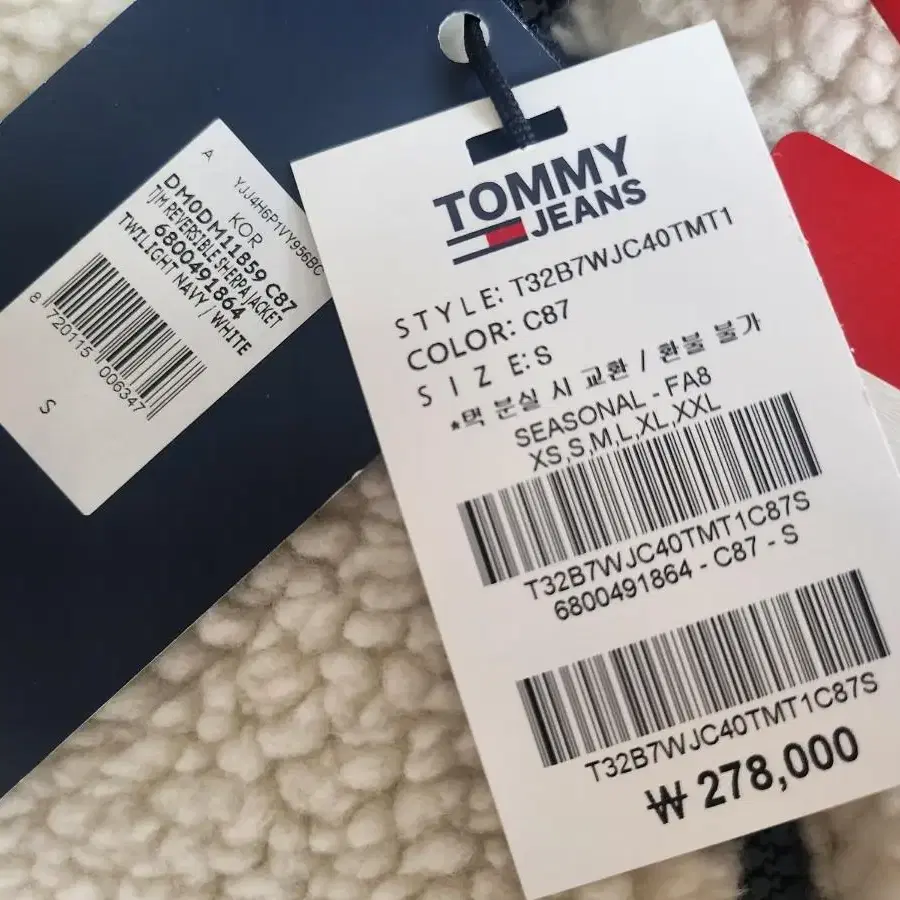 A
YJJ4H6P1VY956BC
KOR
DM0DM11859 C87
TJM REVERSIBLE SHERPA JACKET
6800491864
TWILIGHT NAVY / WHITE
8 720115 006347
S
TOMMY
JEANS
STYLE: T32B7WJC40TMT1
COLOR: C87
SIZE: S
*택 분실 시 교환 / 환불 불가
SEASONAL - FA8
XS,S,M,L,XL,XXL
T32B7WJC40TMT1C87S
6800491864 - C87 - S
T32B7WJC40TMT1C87S
₩ 278,000